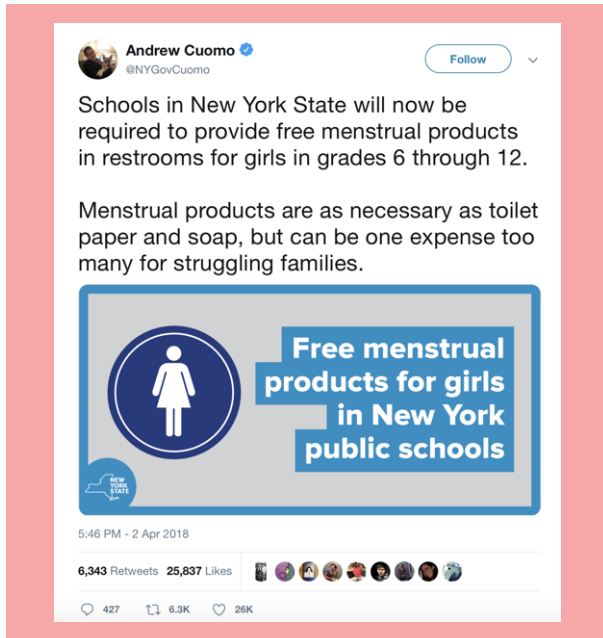 Andrew Cuomo
@NYGovCuomo
Follow
Schools in New York State will now be
required to provide free menstrual products
in restrooms for girls in grades 6 through 12.
Menstrual products are as necessary as toilet
paper and soap, but can be one expense too
many for struggling families.
Free menstrual
products for girls
in New York
public schools
NEW
YORK
STATE
5:46 PM - 2 Apr 2018
6,343 Retweets 25,837 Likes
427 6.3K 26K